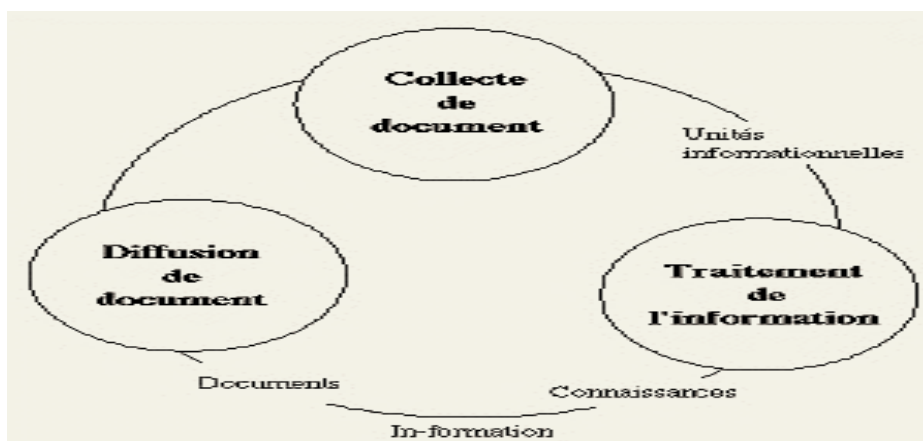 Collecte
de
document
Unités
informationnelles
Diffusion
de
document
Traitement
de
l'information
Documents
Connaissances
In-formation